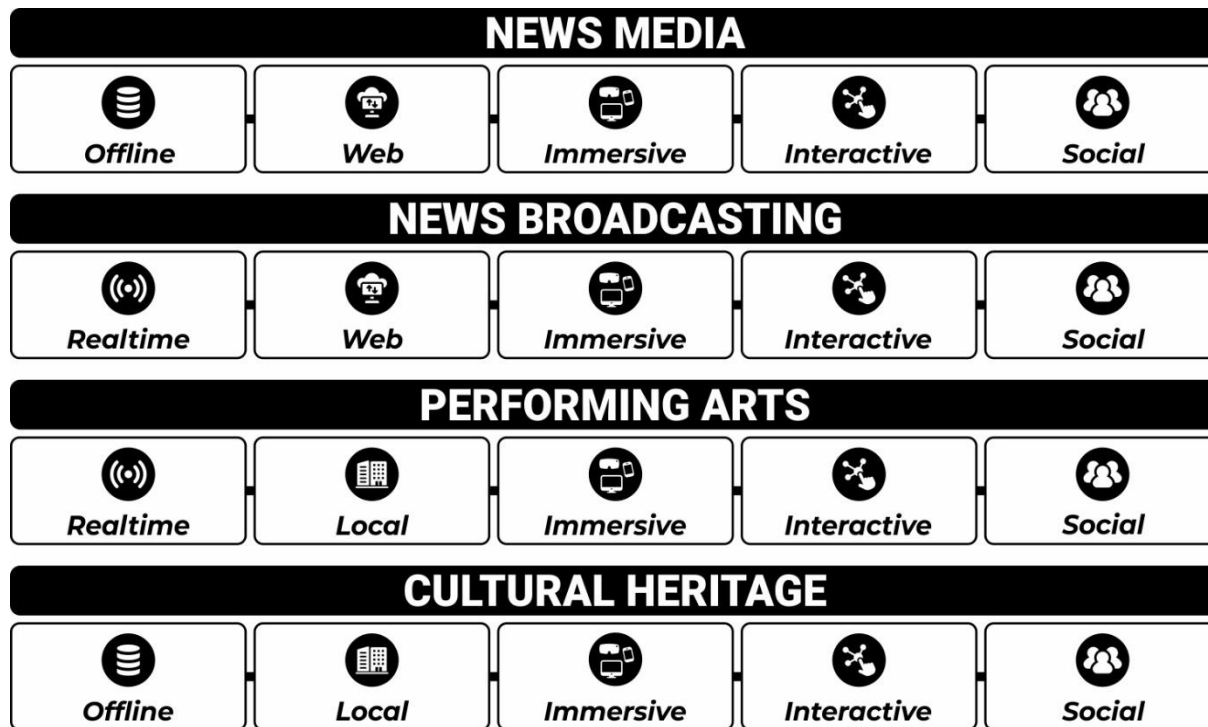 NEWS MEDIA
Offline Web Immersive Interactive Social
NEWS BROADCASTING
Realtime Web Immersive Interactive Social
PERFORMING ARTS
Realtime Local Immersive Interactive Social
CULTURAL HERITAGE
Offline Local Immersive Interactive Social